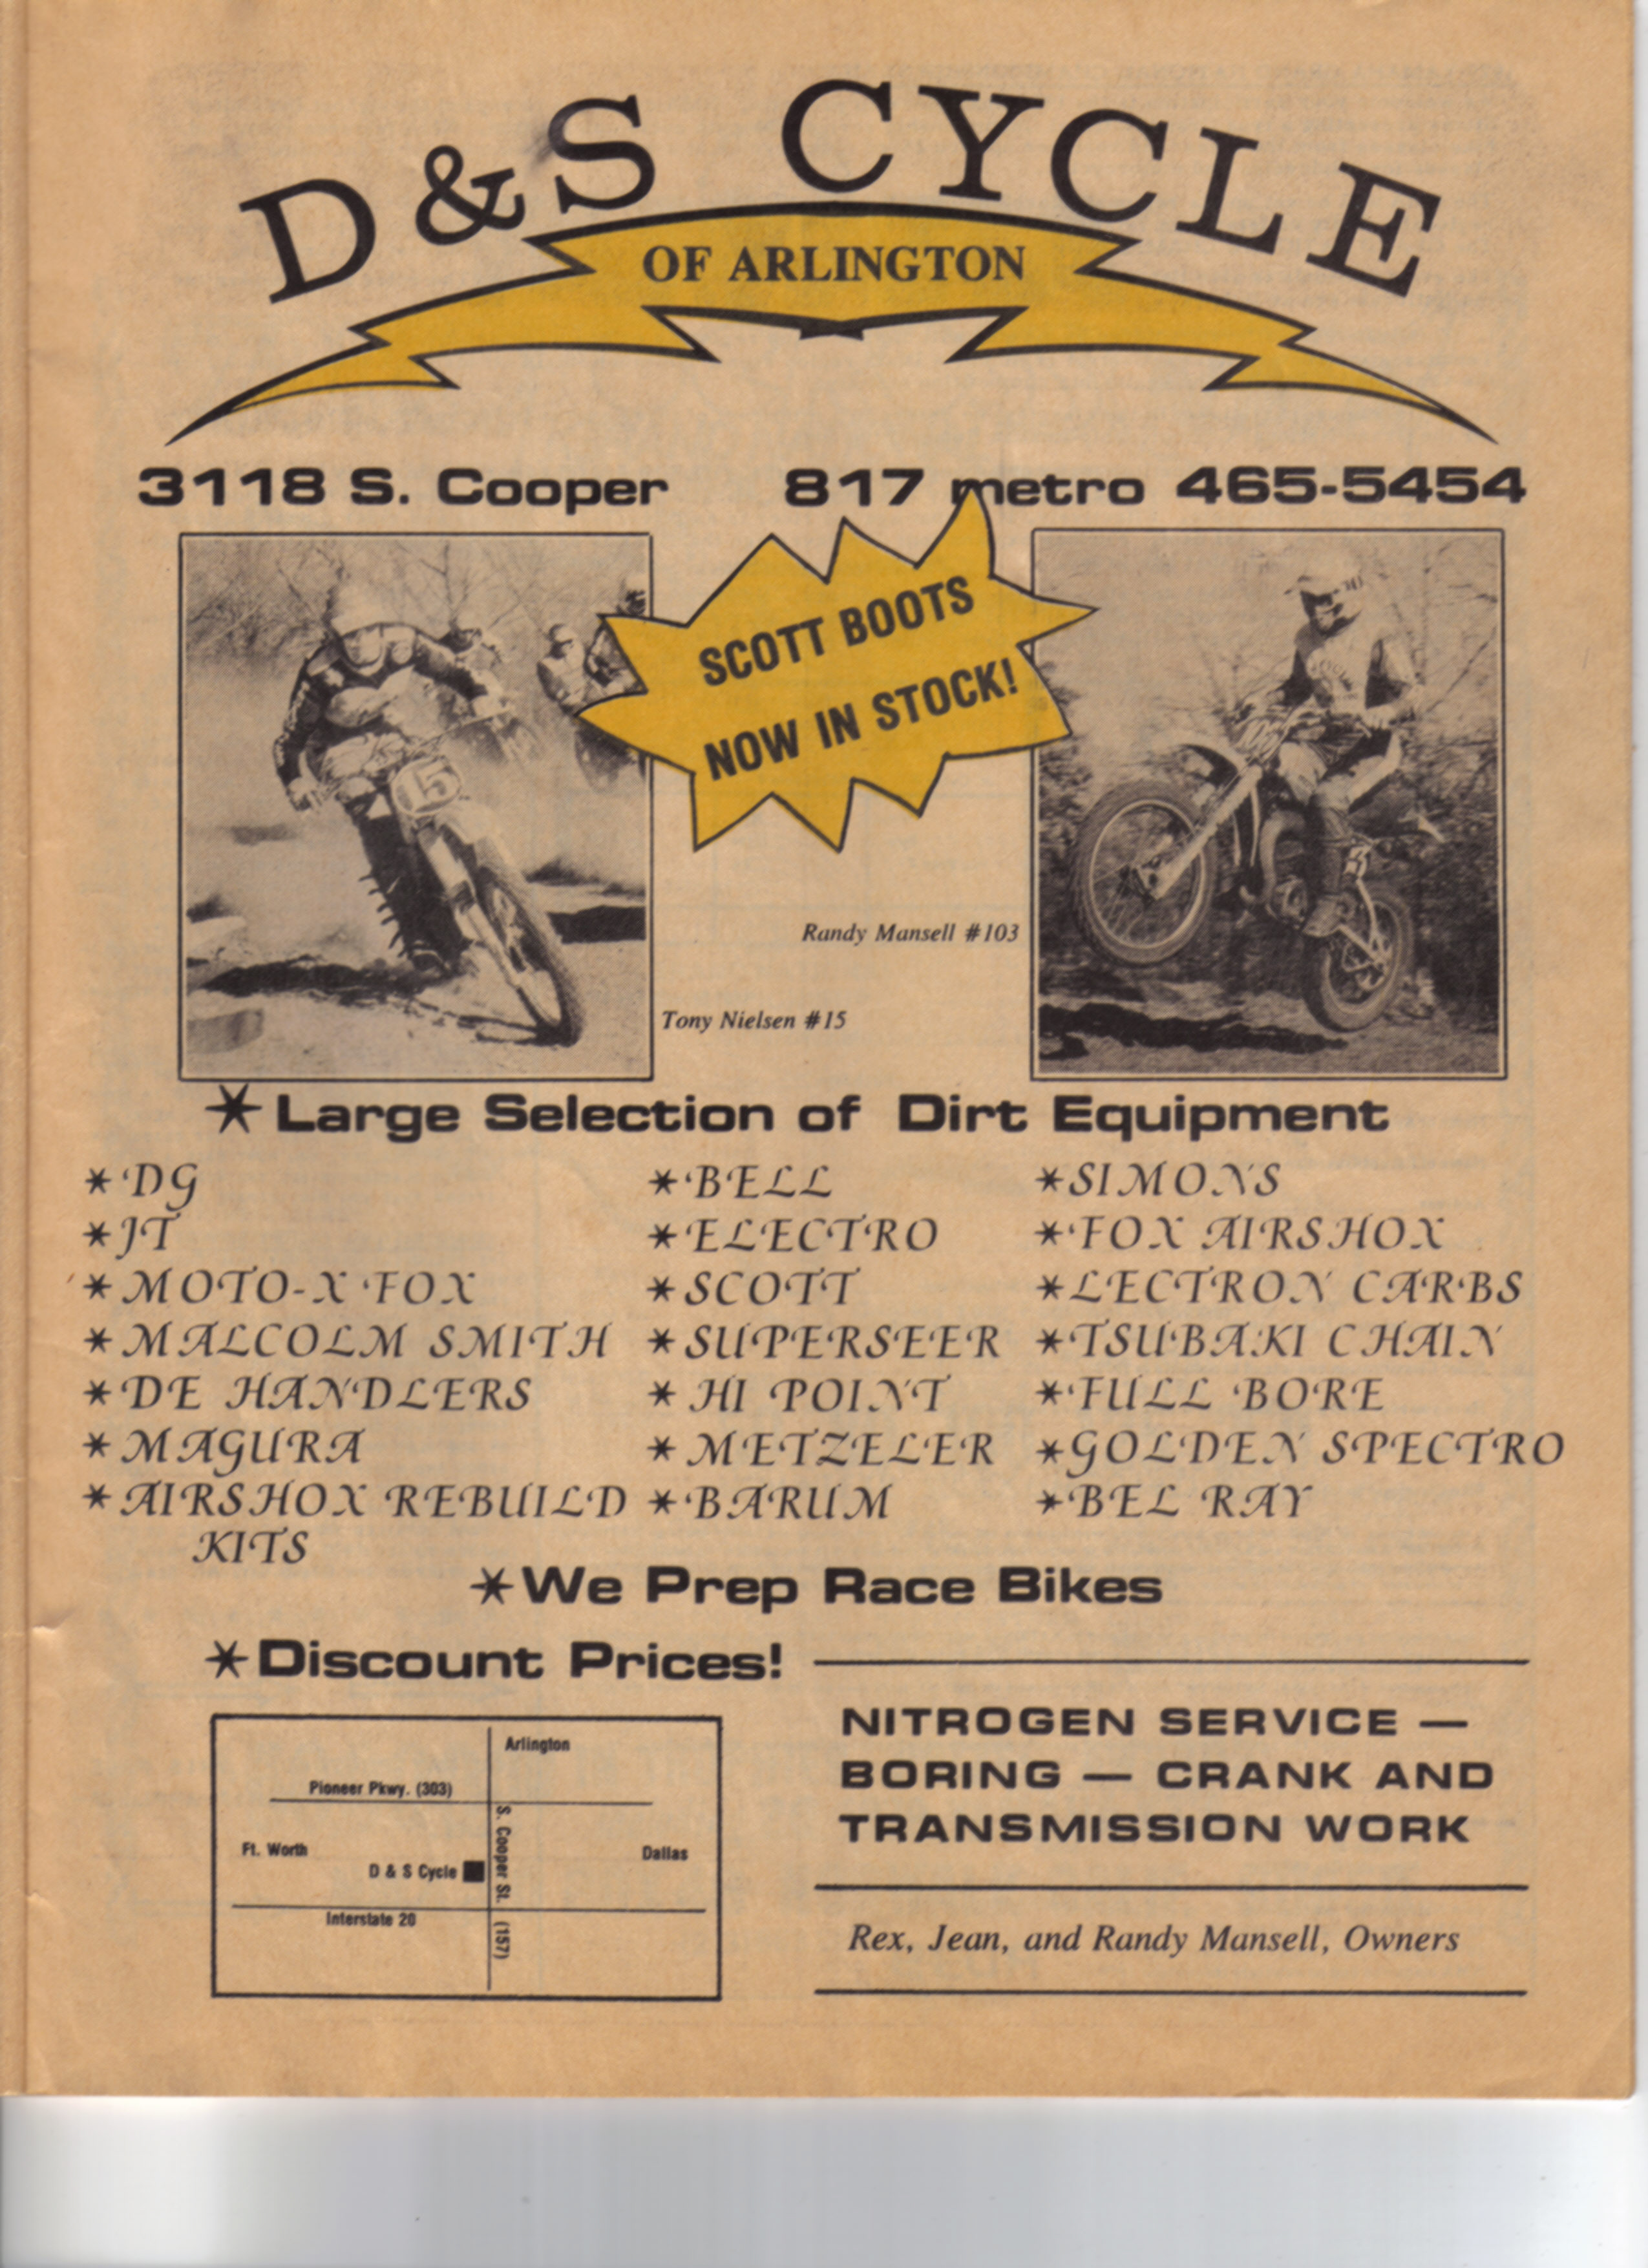 D & S CYCLE
OF ARLINGTON
3118 S. Cooper
817 metro 465-5454
SCOTT BOOTS
NOW IN STOCK!
15
Randy Mansell #103
Tony Nielsen #15
* Large Selection of Dirt Equipment
* DG
* JT
* MOTO-X FOX
* MALCOLM SMITH
* DE HANDLERS
* MAGURA
* AIRSHOX REBUILD
KITS
* BELL
* ELECTRO
* SCOTT
* SUPERSEER
* HI POINT
* METZELER
* BARUM
* SIMONS
* FOX AIRSHOX
* LECTRON CARBS
* TSUBAKI CHAIN
* FULL BORE
* GOLDEN SPECTRO
* BEL RAY
* We Prep Race Bikes
* Discount Prices!
Arlington
Pioneer Pkwy. (303)
S. Cooper St. (157)
Ft. Worth
Dallas
D & S Cycle
Interstate 20
NITROGEN SERVICE —
BORING — CRANK AND
TRANSMISSION WORK
Rex, Jean, and Randy Mansell, Owners